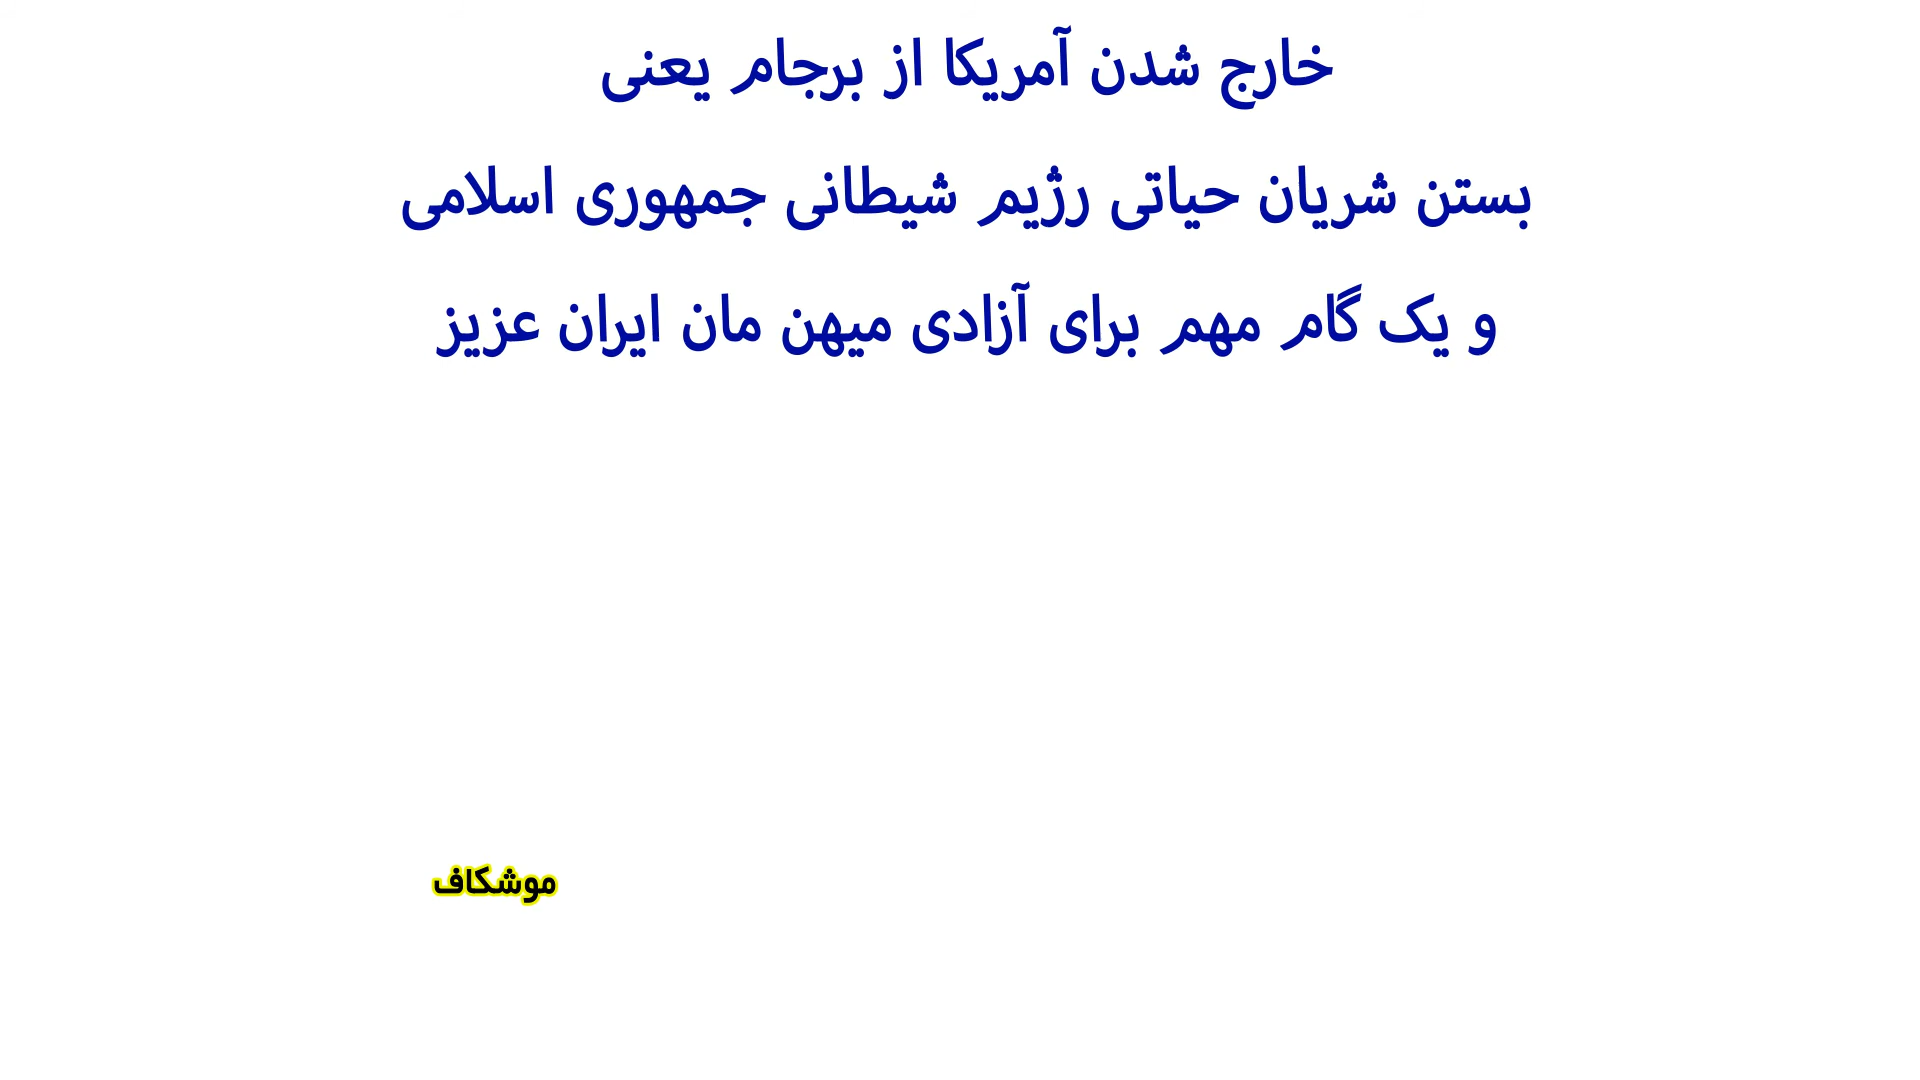 خارج شدن آمریکا از برجام یعنی
بستن شریان حیاتی رژیم شیطانی جمهوری اسلامی
و یک گام مهم برای آزادی میهن مان ایران عزیز
موشکاف